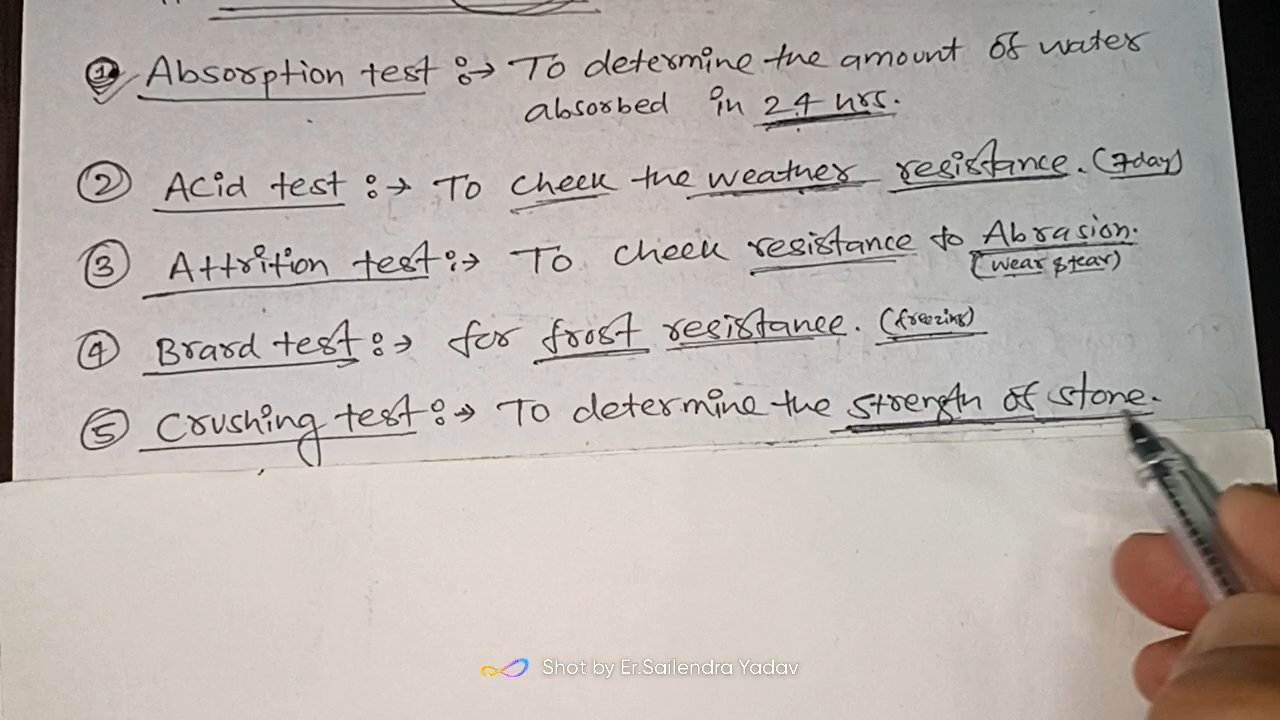 ① Absorption test :→ To determine the amount of water
absorbed in 24 hrs.
② Acid test :→ To check the weather resistance. (7day)
③ Attrition test :→ To check resistance to Abrasion.
(wear & tear)
④ Brard test :→ for frost resistance. (freezing)
⑤ Crushing test :→ To determine the strength of stone.
Shot by Er.Sailendra Yadav